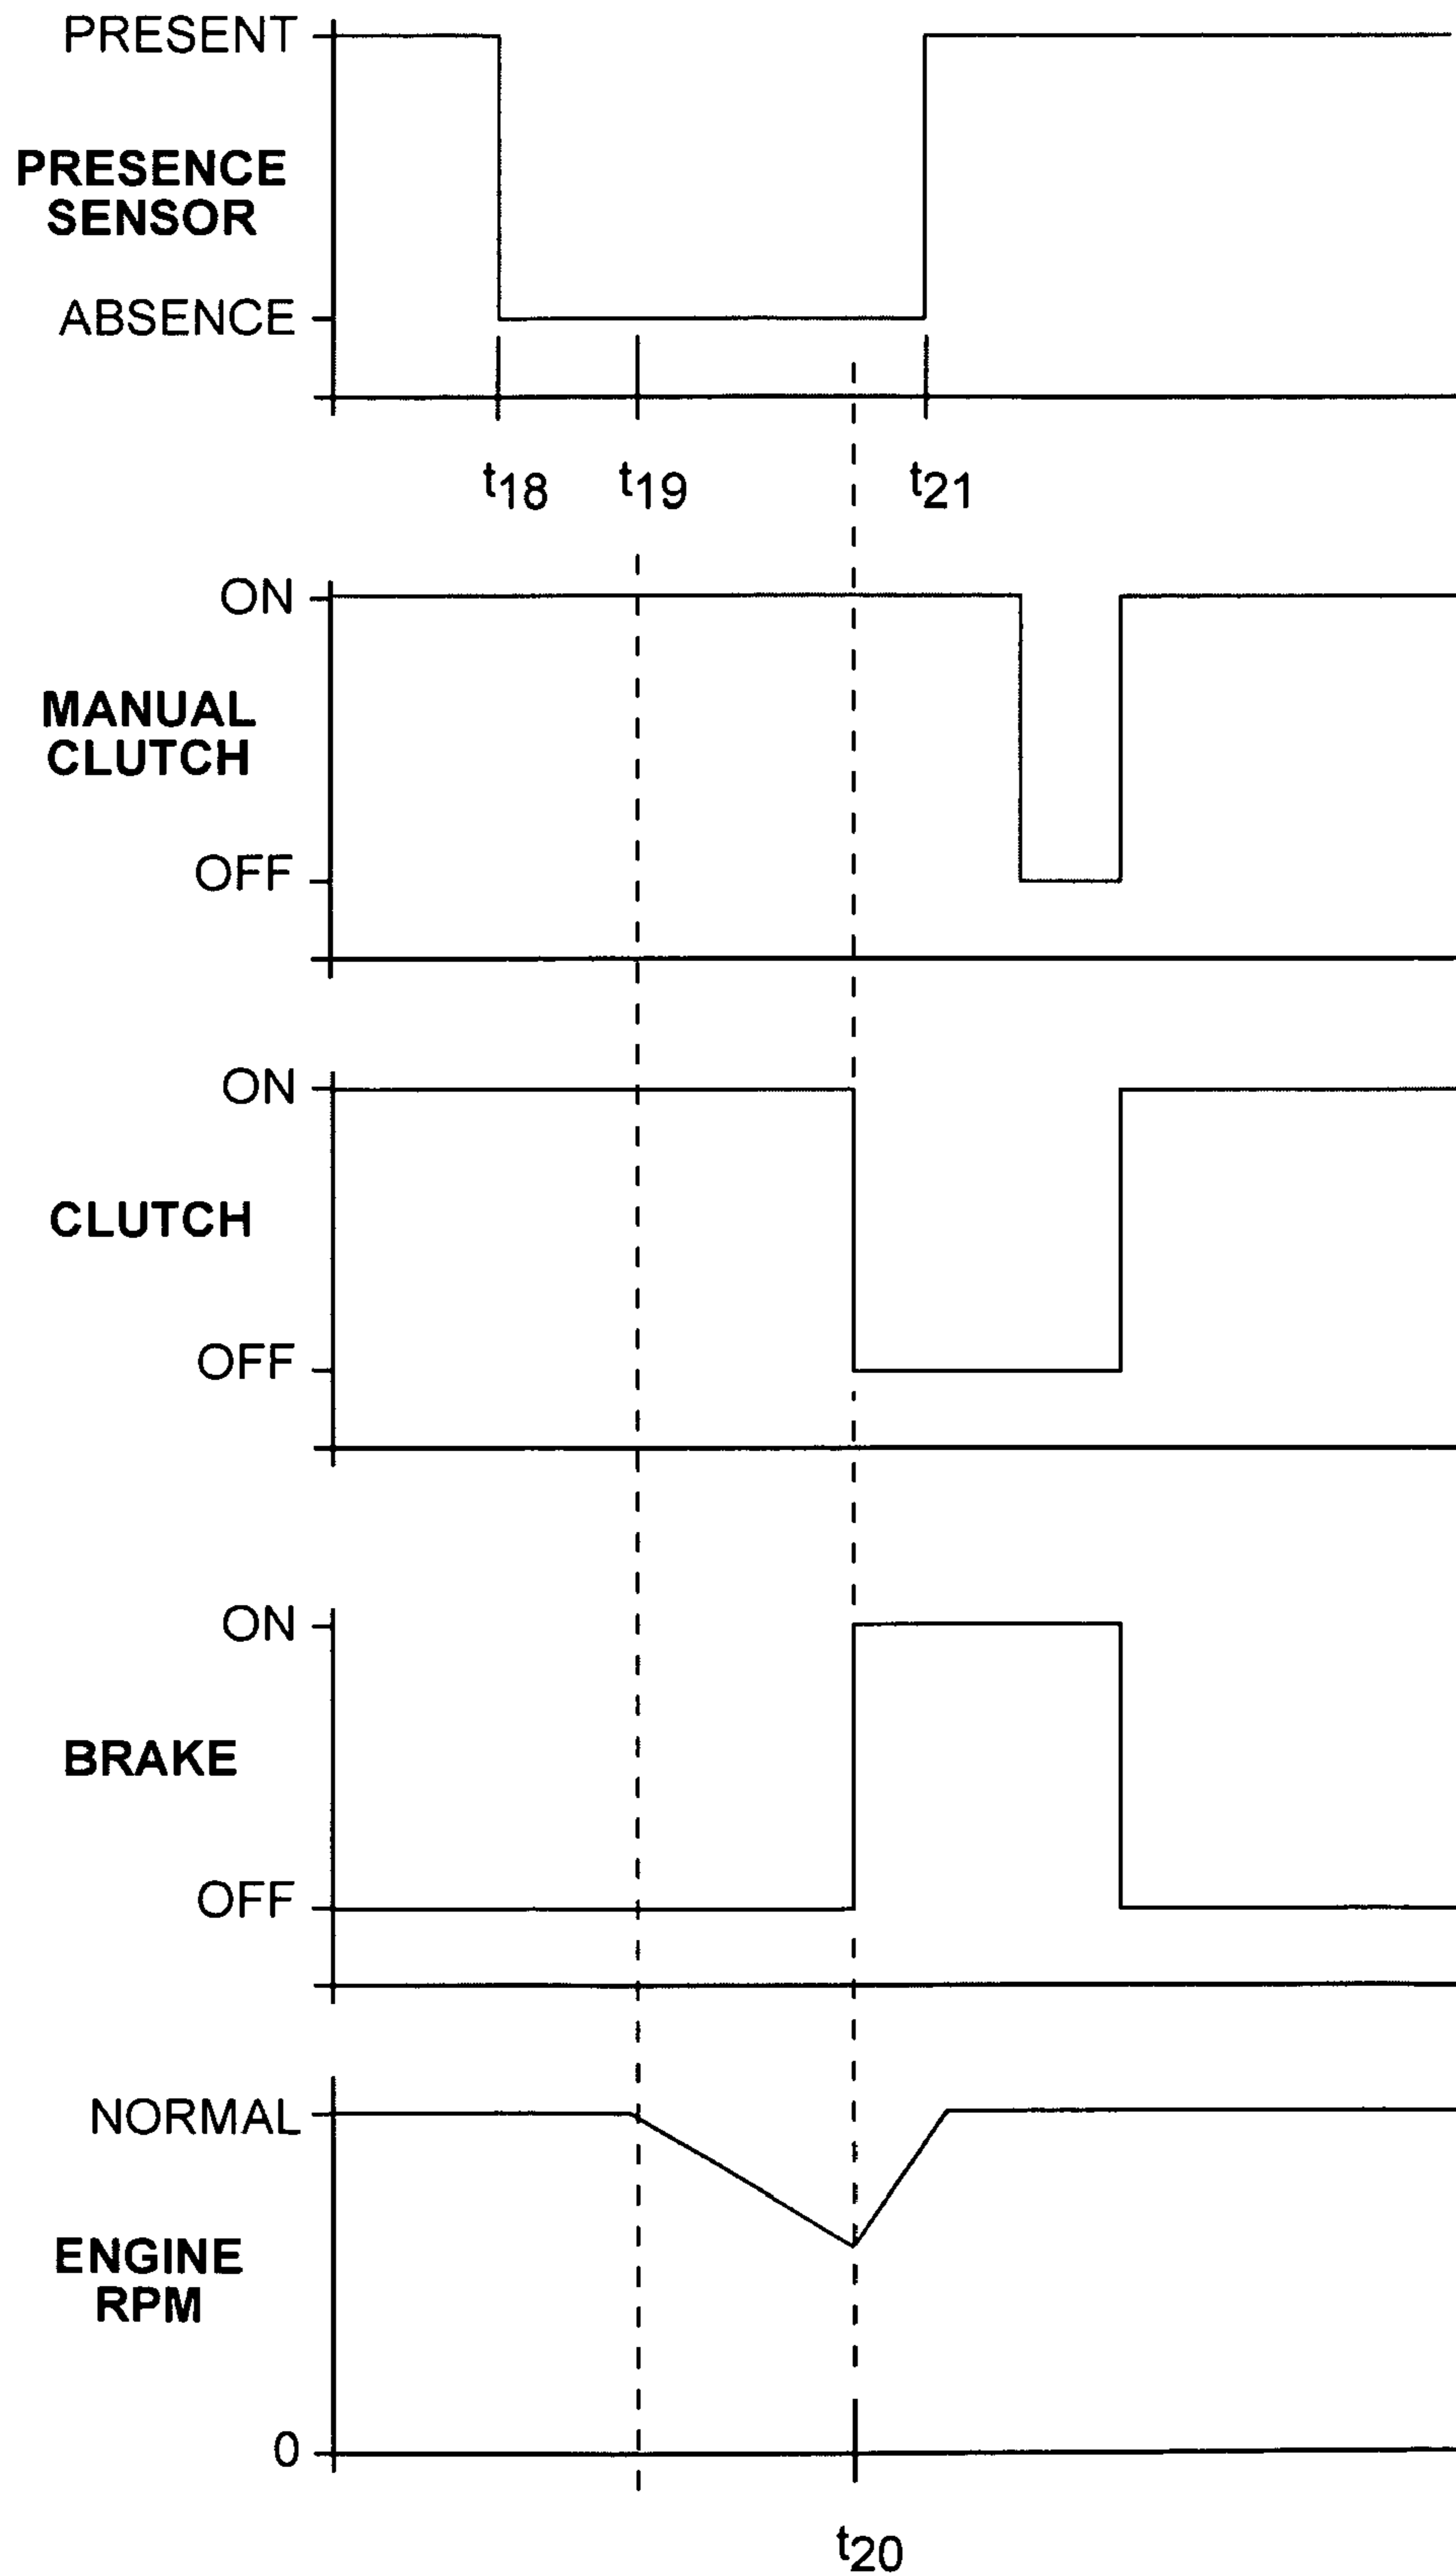 PRESENT
PRESENCE
SENSOR
ABSENCE
t18
t19
t21
ON
MANUAL
CLUTCH
OFF
ON
CLUTCH
OFF
ON
BRAKE
OFF
NORMAL
ENGINE
RPM
0
t20